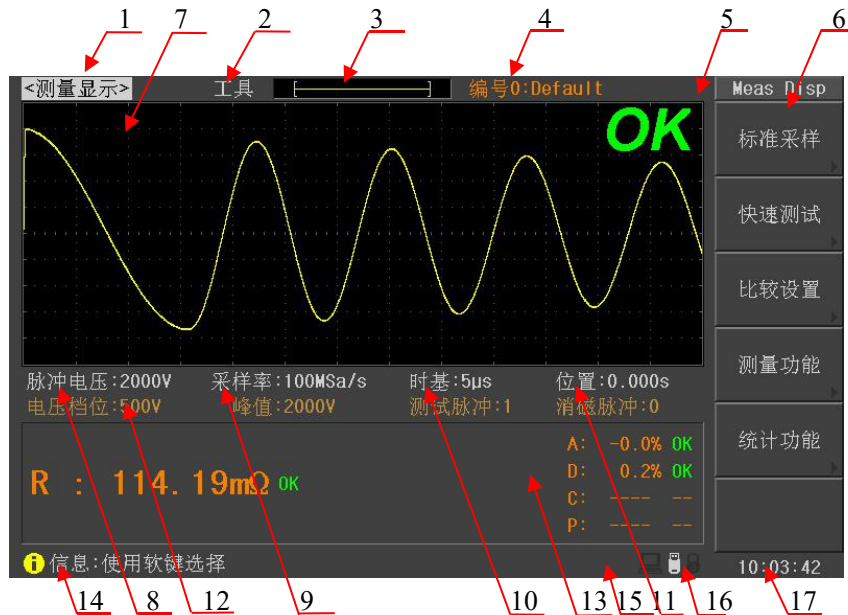 1 7 2 3 4 5 6
<测量显示> 工具 [ ] 编号0:Default Meas Disp
OK
标准采样
快速测试
比较设置
测量功能
统计功能
脉冲电压:2000V 采样率:100MSa/s 时基:5μs 位置:0.000s
电压档位:500V 峰值:2000V 测试脉冲:1 消磁脉冲:0
R : 114.19mΩ OK
A: -0.0% OK
D: 0.2% OK
C: ---- --
P: ---- --
i 信息:使用软键选择 10:03:42
14 8 12 9 10 13 15 11 16 17